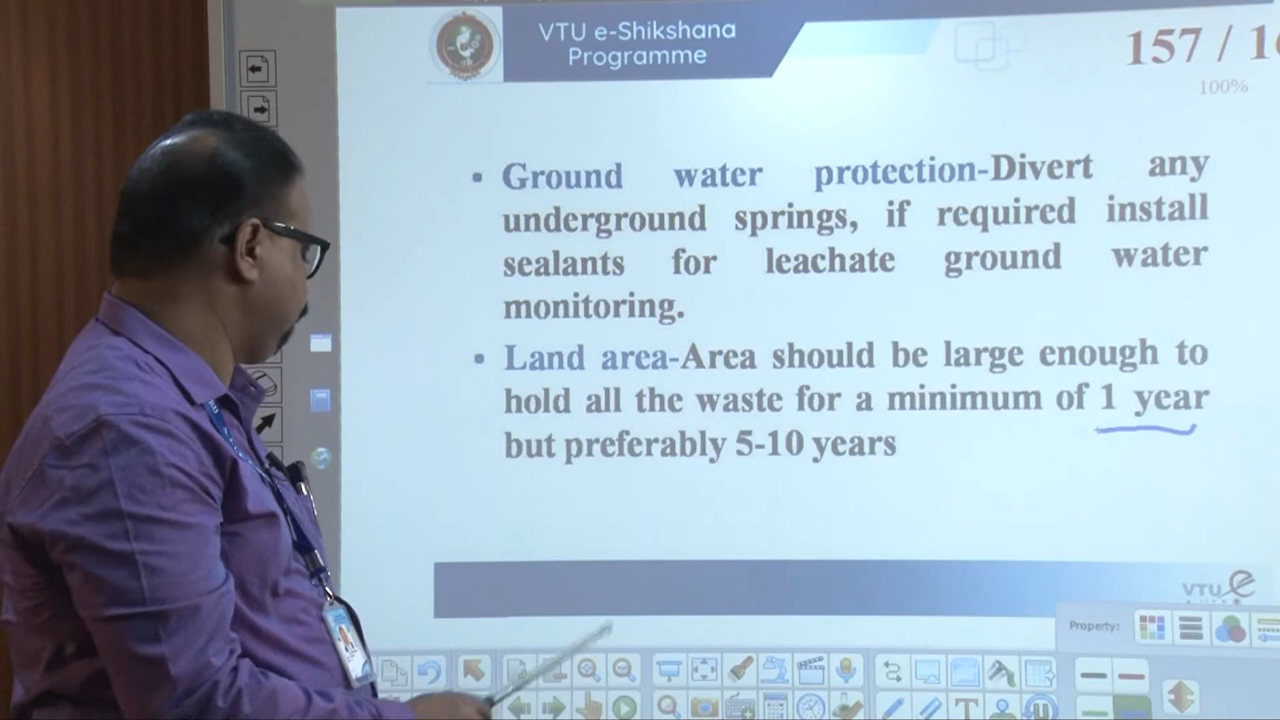 VTU e-Shikshana
Programme
157 / 16
100%
• Ground water protection-Divert any
underground springs, if required install
sealants for leachate ground water
monitoring.
• Land area-Area should be large enough to
hold all the waste for a minimum of 1 year
but preferably 5-10 years
VTU e
Property: